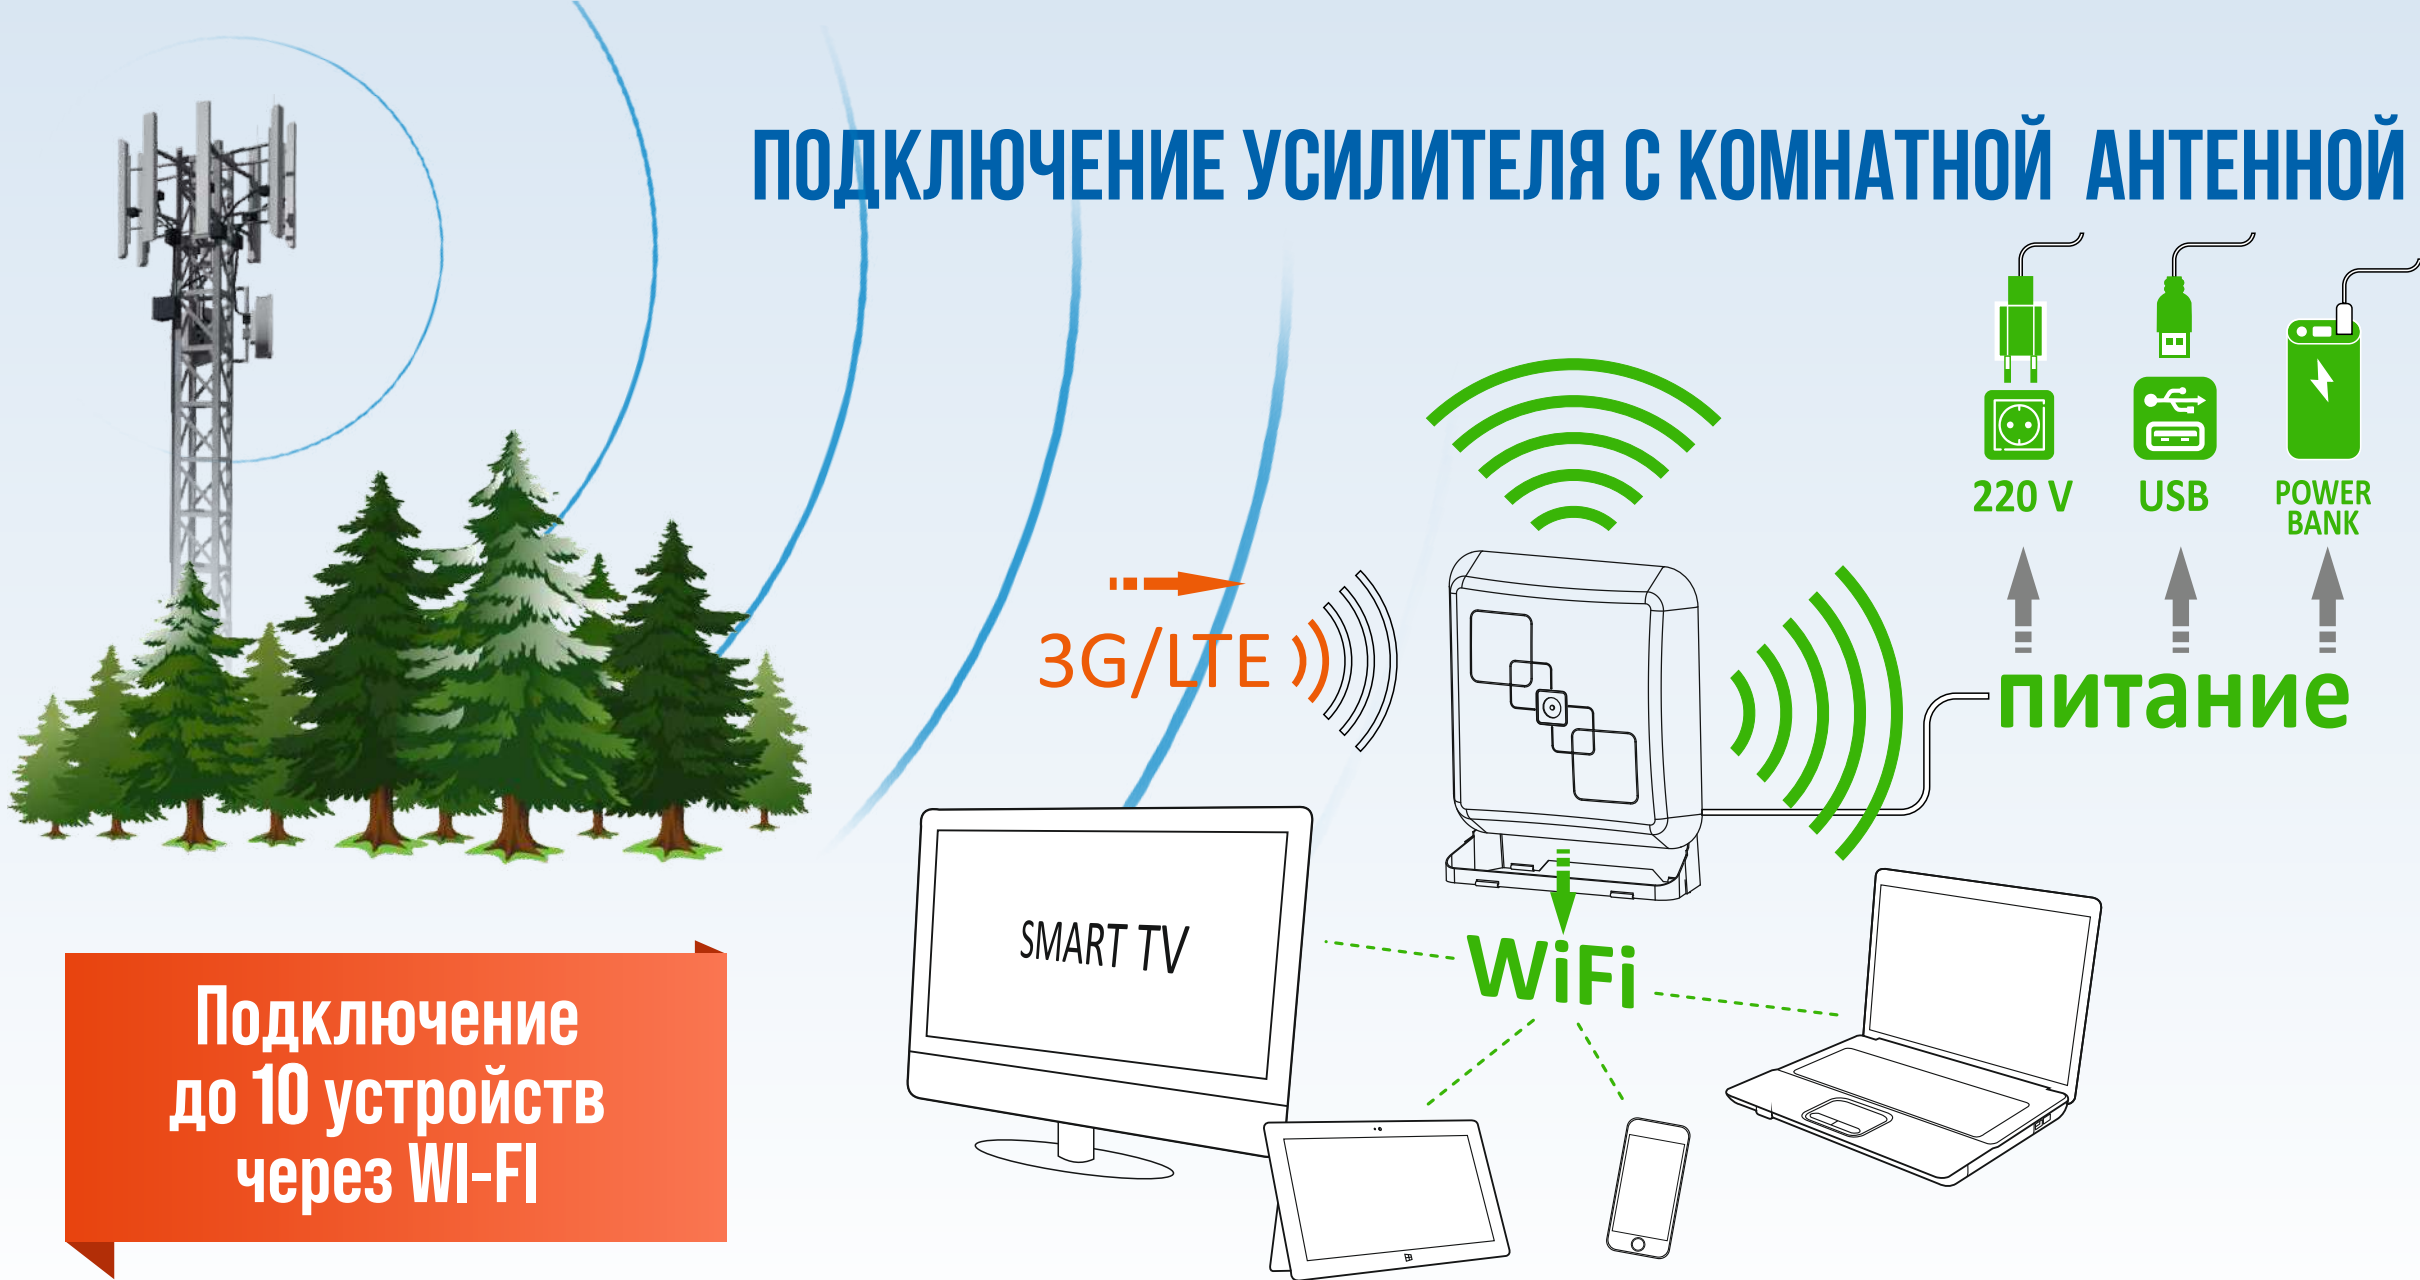 ПОДКЛЮЧЕНИЕ УСИЛИТЕЛЯ С КОМНАТНОЙ АНТЕННОЙ
220 V
USB
POWER
BANK
3G/LTE
питание
SMART TV
WiFi
Подключение
до 10 устройств
через WI-FI